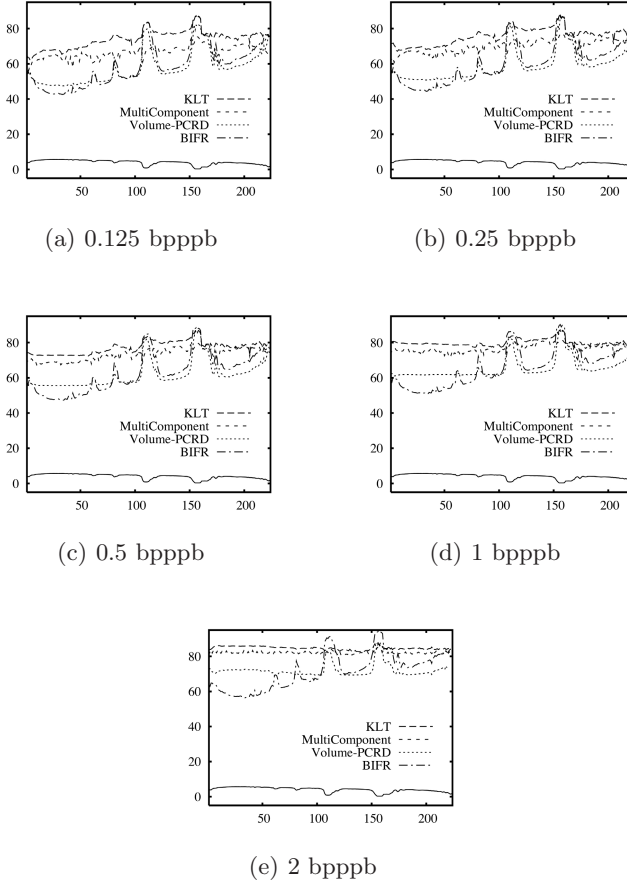 80
60
40
20
0
KLT
MultiComponent
Volume-PCRD
BIFR
50 100 150 200
(a) 0.125 bpppb
80
60
40
20
0
KLT
MultiComponent
Volume-PCRD
BIFR
50 100 150 200
(b) 0.25 bpppb
80
60
40
20
0
KLT
MultiComponent
Volume-PCRD
BIFR
50 100 150 200
(c) 0.5 bpppb
80
60
40
20
0
KLT
MultiComponent
Volume-PCRD
BIFR
50 100 150 200
(d) 1 bpppb
80
60
40
20
0
KLT
MultiComponent
Volume-PCRD
BIFR
50 100 150 200
(e) 2 bpppb